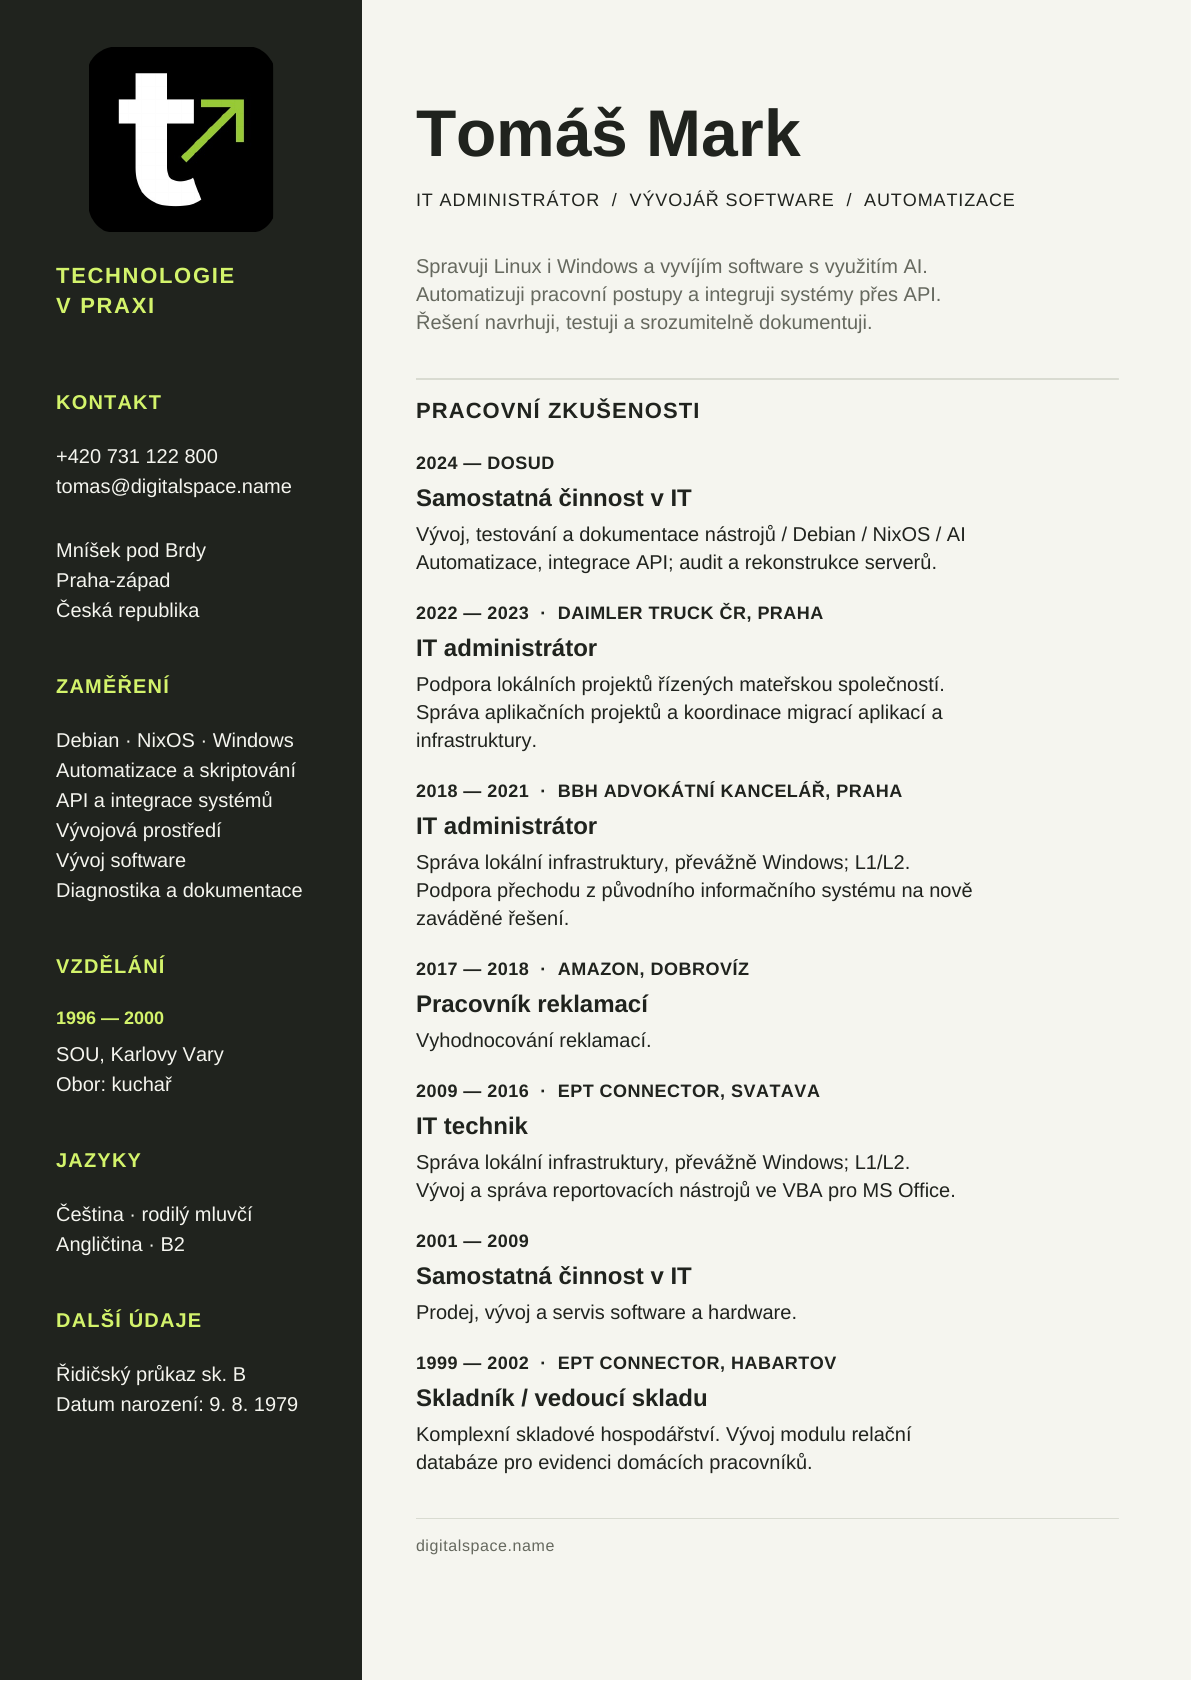 t
TECHNOLOGIE
V PRAXI
KONTAKT
+420 731 122 800
tomas@digitalspace.name
Mníšek pod Brdy
Praha-západ
Česká republika
ZAMĚŘENÍ
Debian · NixOS · Windows
Automatizace a skriptování
API a integrace systémů
Vývojová prostředí
Vývoj software
Diagnostika a dokumentace
VZDĚLÁNÍ
1996 — 2000
SOU, Karlovy Vary
Obor: kuchař
JAZYKY
Čeština · rodilý mluvčí
Angličtina · B2
DALŠÍ ÚDAJE
Řidičský průkaz sk. B
Datum narození: 9. 8. 1979
Tomáš Mark
IT ADMINISTRÁTOR / VÝVOJÁŘ SOFTWARE / AUTOMATIZACE
Spravuji Linux i Windows a vyvíjím software s využitím AI.
Automatizuji pracovní postupy a integruji systémy přes API.
Řešení navrhuji, testuji a srozumitelně dokumentuji.
PRACOVNÍ ZKUŠENOSTI
2024 — DOSUD
Samostatná činnost v IT
Vývoj, testování a dokumentace nástrojů / Debian / NixOS / AI
Automatizace, integrace API; audit a rekonstrukce serverů.
2022 — 2023 · DAIMLER TRUCK ČR, PRAHA
IT administrátor
Podpora lokálních projektů řízených mateřskou společností.
Správa aplikačních projektů a koordinace migrací aplikací a
infrastruktury.
2018 — 2021 · BBH ADVOKÁTNÍ KANCELÁŘ, PRAHA
IT administrátor
Správa lokální infrastruktury, převážně Windows; L1/L2.
Podpora přechodu z původního informačního systému na nově
zaváděné řešení.
2017 — 2018 · AMAZON, DOBROVÍZ
Pracovník reklamací
Vyhodnocování reklamací.
2009 — 2016 · EPT CONNECTOR, SVATAVA
IT technik
Správa lokální infrastruktury, převážně Windows; L1/L2.
Vývoj a správa reportovacích nástrojů ve VBA pro MS Office.
2001 — 2009
Samostatná činnost v IT
Prodej, vývoj a servis software a hardware.
1999 — 2002 · EPT CONNECTOR, HABARTOV
Skladník / vedoucí skladu
Komplexní skladové hospodářství. Vývoj modulu relační
databáze pro evidenci domácích pracovníků.
digitalspace.name